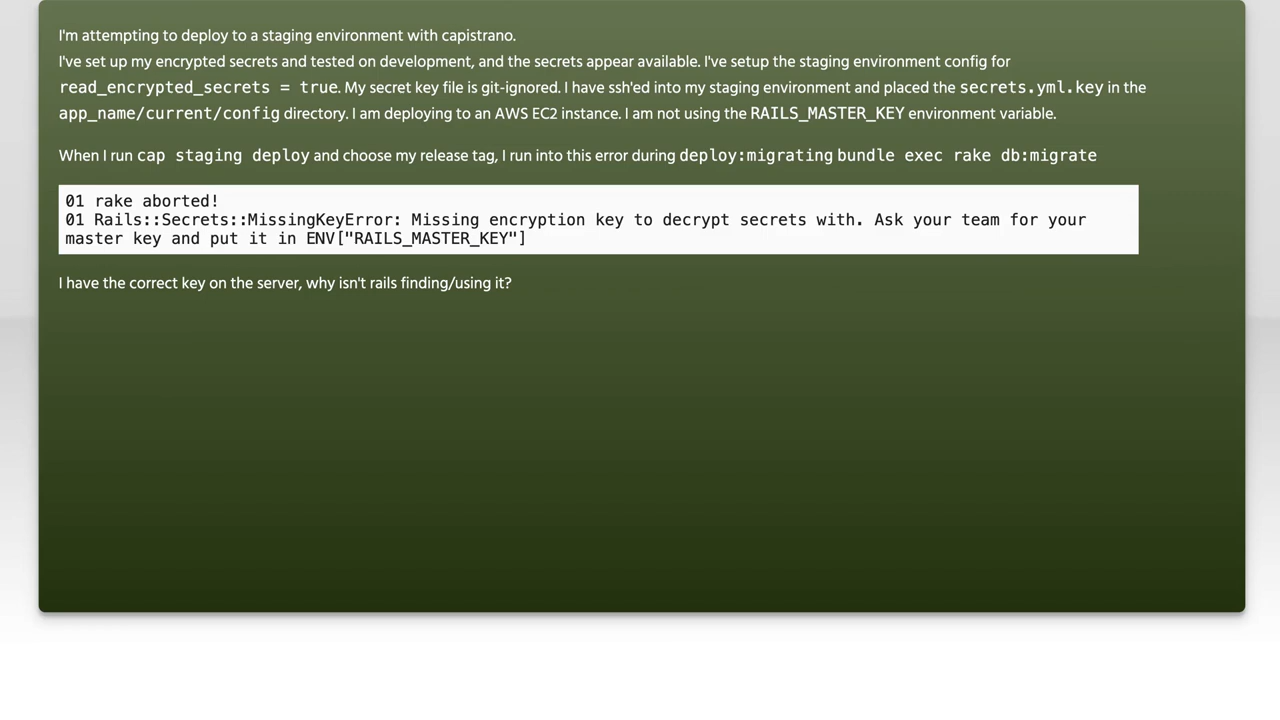 I'm attempting to deploy to a staging environment with capistrano.
I've set up my encrypted secrets and tested on development, and the secrets appear available. I've setup the staging environment config for
read_encrypted_secrets = true. My secret key file is git-ignored. I have ssh'ed into my staging environment and placed the secrets.yml.key in the
app_name/current/config directory. I am deploying to an AWS EC2 instance. I am not using the RAILS_MASTER_KEY environment variable.
When I run cap staging deploy and choose my release tag, I run into this error during deploy:migrating bundle exec rake db:migrate
01 rake aborted!
01 Rails::Secrets::MissingKeyError: Missing encryption key to decrypt secrets with. Ask your team for your
master key and put it in ENV["RAILS_MASTER_KEY"]
I have the correct key on the server, why isn't rails finding/using it?